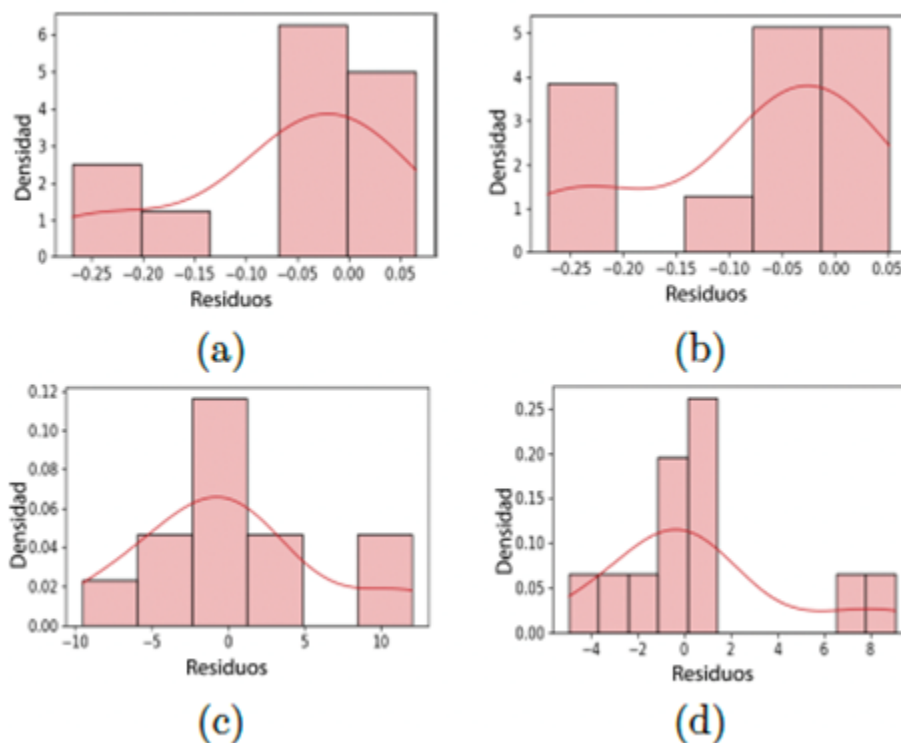 Densidad
6
5
4
3
2
1
0
−0.25 −0.20 −0.15 −0.10 −0.05 0.00 0.05
Residuos
(a)
Densidad
5
4
3
2
1
0
−0.25 −0.20 −0.15 −0.10 −0.05 0.00 0.05
Residuos
(b)
Densidad
0.12
0.10
0.08
0.06
0.04
0.02
0.00
−10 −5 0 5 10
Residuos
(c)
Densidad
0.25
0.20
0.15
0.10
0.05
0.00
−4 −2 0 2 4 6 8
Residuos
(d)